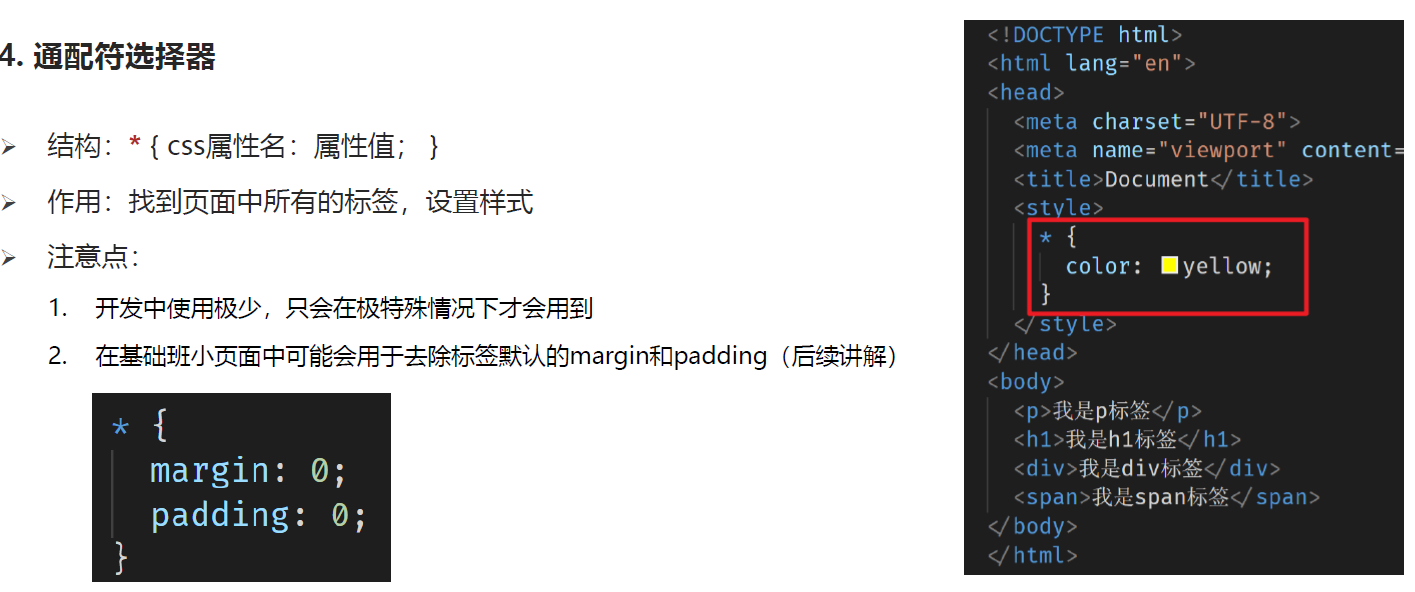 4. 通配符选择器
➢ 结构：* { css属性名：属性值； }
➢ 作用：找到页面中所有的标签，设置样式
➢ 注意点：
1. 开发中使用极少，只会在极特殊情况下才会用到
2. 在基础班小页面中可能会用于去除标签默认的margin和padding（后续讲解）
* {
margin: 0;
padding: 0;
}
<!DOCTYPE html>
<html lang="en">
<head>
<meta charset="UTF-8">
<meta name="viewport" content=
<title>Document</title>
<style>
* {
color: yellow;
}
</style>
</head>
<body>
<p>我是p标签</p>
<h1>我是h1标签</h1>
<div>我是div标签</div>
<span>我是span标签</span>
</body>
</html>